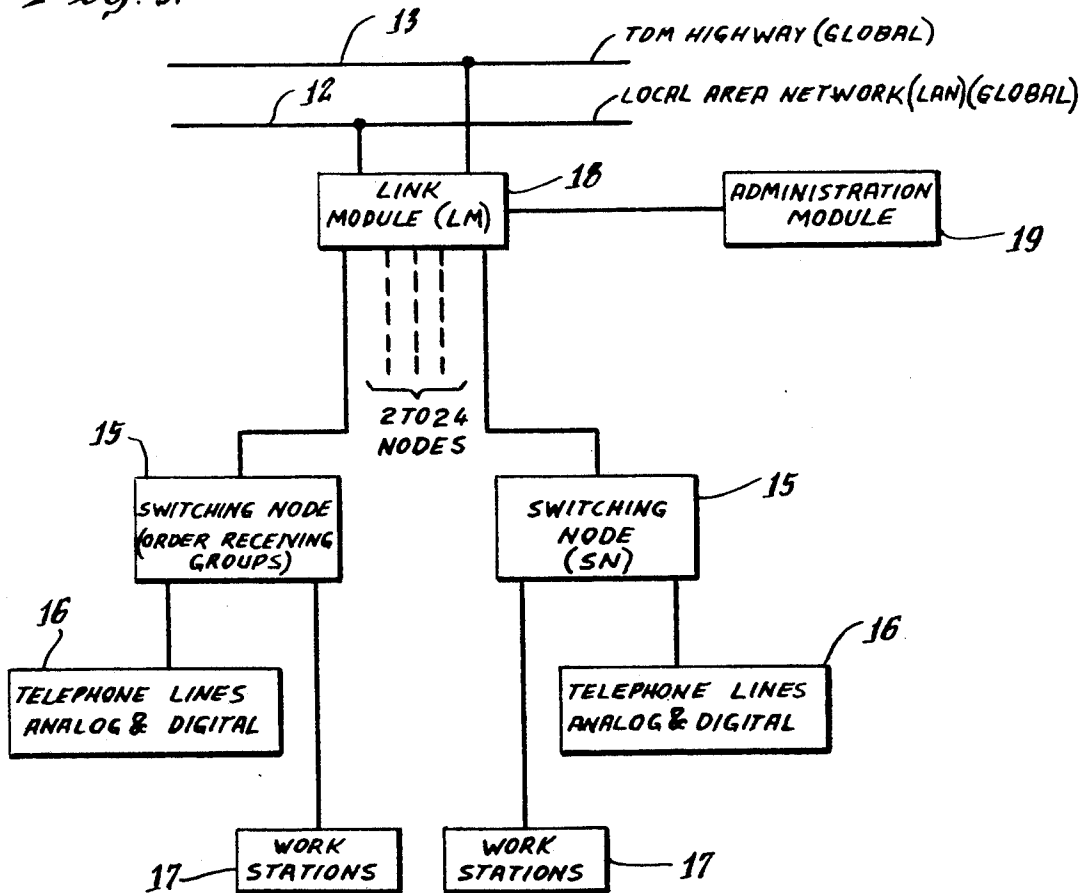 13
TDM HIGHWAY (GLOBAL)
12
LOCAL AREA NETWORK (LAN)(GLOBAL)
LINK
MODULE (LM)
18
ADMINISTRATION
MODULE
19
2 TO 24
NODES
15
SWITCHING NODE
(ORDER RECEIVING
GROUPS)
SWITCHING
NODE
(SN)
15
16
TELEPHONE LINES
ANALOG & DIGITAL
16
TELEPHONE LINES
ANALOG & DIGITAL
WORK
STATIONS
17
WORK
STATIONS
17